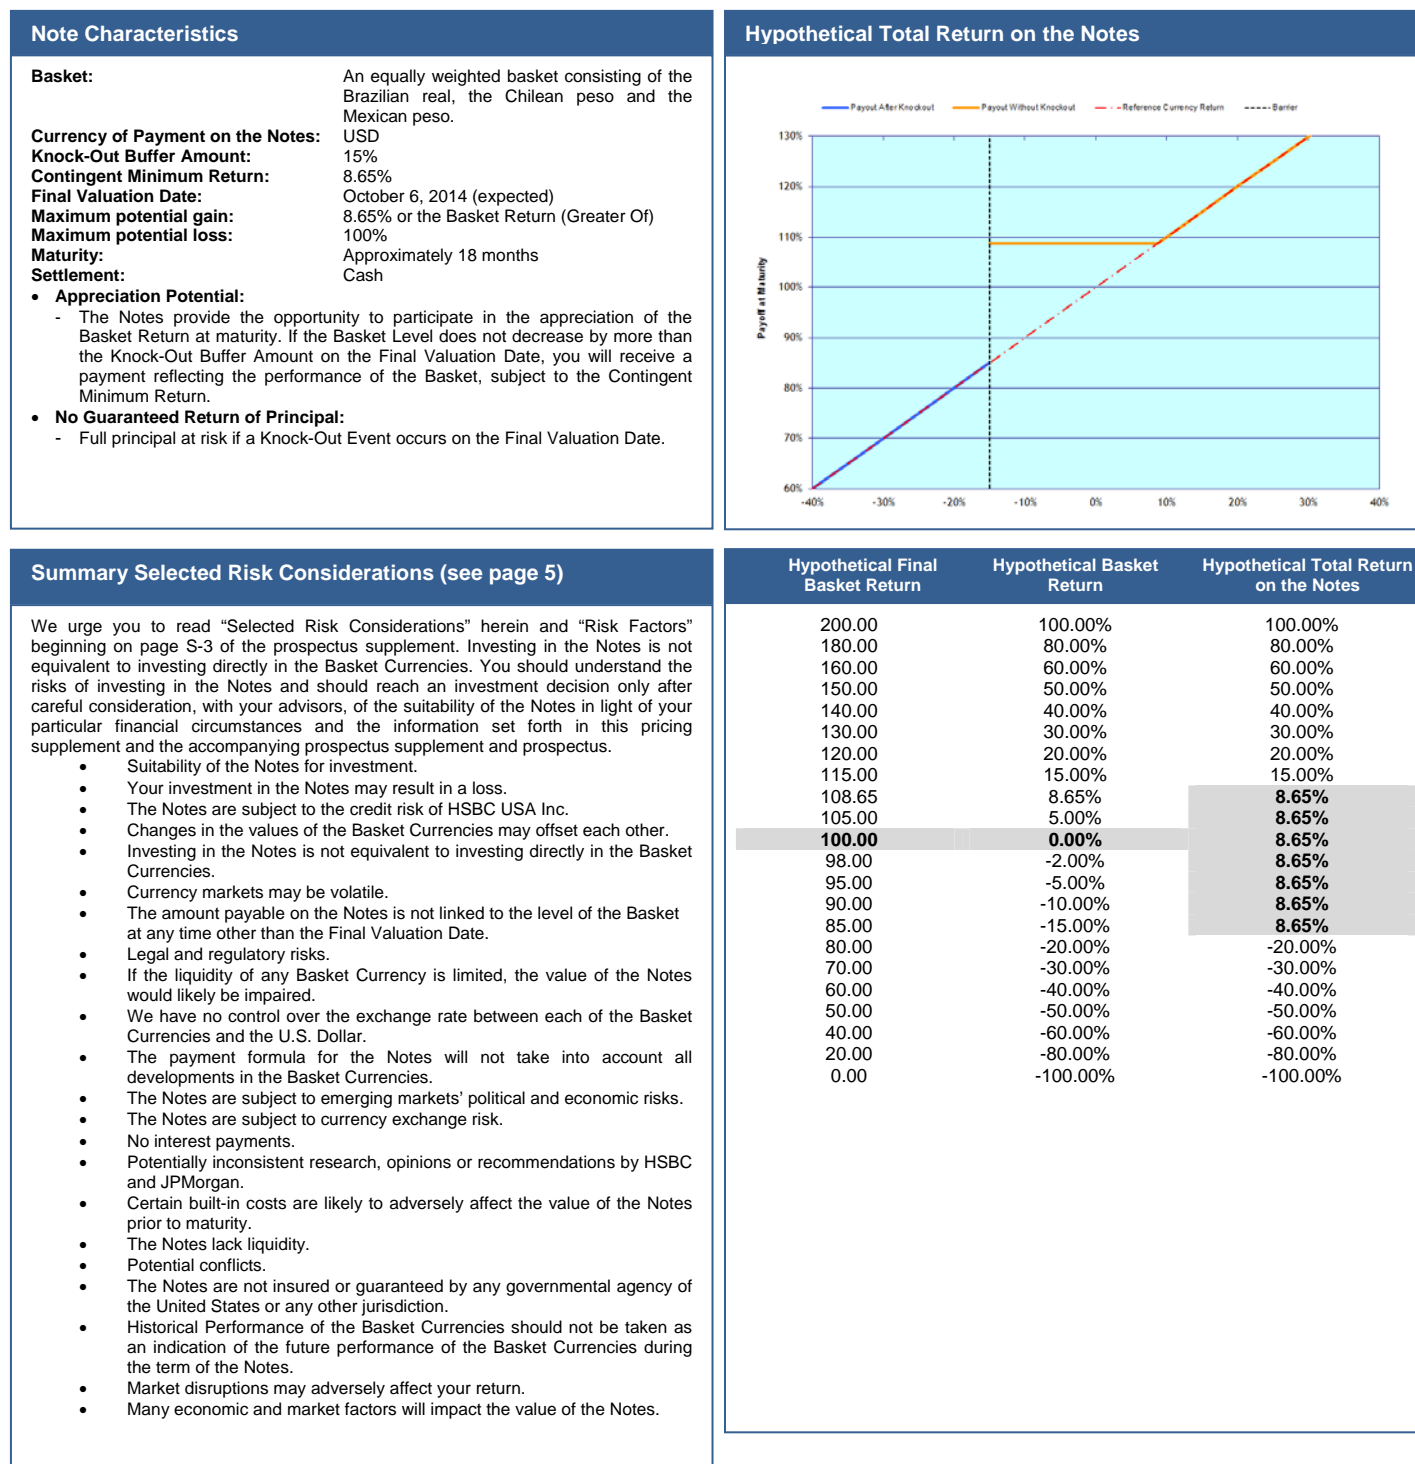 Note Characteristics
Basket: An equally weighted basket consisting of the
Brazilian real, the Chilean peso and the
Mexican peso.
Currency of Payment on the Notes: USD
Knock-Out Buffer Amount: 15%
Contingent Minimum Return: 8.65%
Final Valuation Date: October 6, 2014 (expected)
Maximum potential gain: 8.65% or the Basket Return (Greater Of)
Maximum potential loss: 100%
Maturity: Approximately 18 months
Settlement: Cash
• Appreciation Potential:
- The Notes provide the opportunity to participate in the appreciation of the
Basket Return at maturity. If the Basket Level does not decrease by more than
the Knock-Out Buffer Amount on the Final Valuation Date, you will receive a
payment reflecting the performance of the Basket, subject to the Contingent
Minimum Return.
• No Guaranteed Return of Principal:
- Full principal at risk if a Knock-Out Event occurs on the Final Valuation Date.
Hypothetical Total Return on the Notes
Payout After Knockout Payout Without Knockout Reference Currency Return Barrier
130%
120%
110%
100%
90%
80%
70%
60%
Payoff at Maturity
-40% -30% -20% -10% 0% 10% 20% 30% 40%
Summary Selected Risk Considerations (see page 5)
We urge you to read “Selected Risk Considerations” herein and “Risk Factors”
beginning on page S-3 of the prospectus supplement. Investing in the Notes is not
equivalent to investing directly in the Basket Currencies. You should understand the
risks of investing in the Notes and should reach an investment decision only after
careful consideration, with your advisors, of the suitability of the Notes in light of your
particular financial circumstances and the information set forth in this pricing
supplement and the accompanying prospectus supplement and prospectus.
• Suitability of the Notes for investment.
• Your investment in the Notes may result in a loss.
• The Notes are subject to the credit risk of HSBC USA Inc.
• Changes in the values of the Basket Currencies may offset each other.
• Investing in the Notes is not equivalent to investing directly in the Basket
Currencies.
• Currency markets may be volatile.
• The amount payable on the Notes is not linked to the level of the Basket
at any time other than the Final Valuation Date.
• Legal and regulatory risks.
• If the liquidity of any Basket Currency is limited, the value of the Notes
would likely be impaired.
• We have no control over the exchange rate between each of the Basket
Currencies and the U.S. Dollar.
• The payment formula for the Notes will not take into account all
developments in the Basket Currencies.
• The Notes are subject to emerging markets’ political and economic risks.
• The Notes are subject to currency exchange risk.
• No interest payments.
• Potentially inconsistent research, opinions or recommendations by HSBC
and JPMorgan.
• Certain built-in costs are likely to adversely affect the value of the Notes
prior to maturity.
• The Notes lack liquidity.
• Potential conflicts.
• The Notes are not insured or guaranteed by any governmental agency of
the United States or any other jurisdiction.
• Historical Performance of the Basket Currencies should not be taken as
an indication of the future performance of the Basket Currencies during
the term of the Notes.
• Market disruptions may adversely affect your return.
• Many economic and market factors will impact the value of the Notes.
Hypothetical Final Hypothetical Basket Hypothetical Total Return
Basket Return Return on the Notes
200.00 100.00% 100.00%
180.00 80.00% 80.00%
160.00 60.00% 60.00%
150.00 50.00% 50.00%
140.00 40.00% 40.00%
130.00 30.00% 30.00%
120.00 20.00% 20.00%
115.00 15.00% 15.00%
108.65 8.65% 8.65%
105.00 5.00% 8.65%
100.00 0.00% 8.65%
98.00 -2.00% 8.65%
95.00 -5.00% 8.65%
90.00 -10.00% 8.65%
85.00 -15.00% 8.65%
80.00 -20.00% -20.00%
70.00 -30.00% -30.00%
60.00 -40.00% -40.00%
50.00 -50.00% -50.00%
40.00 -60.00% -60.00%
20.00 -80.00% -80.00%
0.00 -100.00% -100.00%